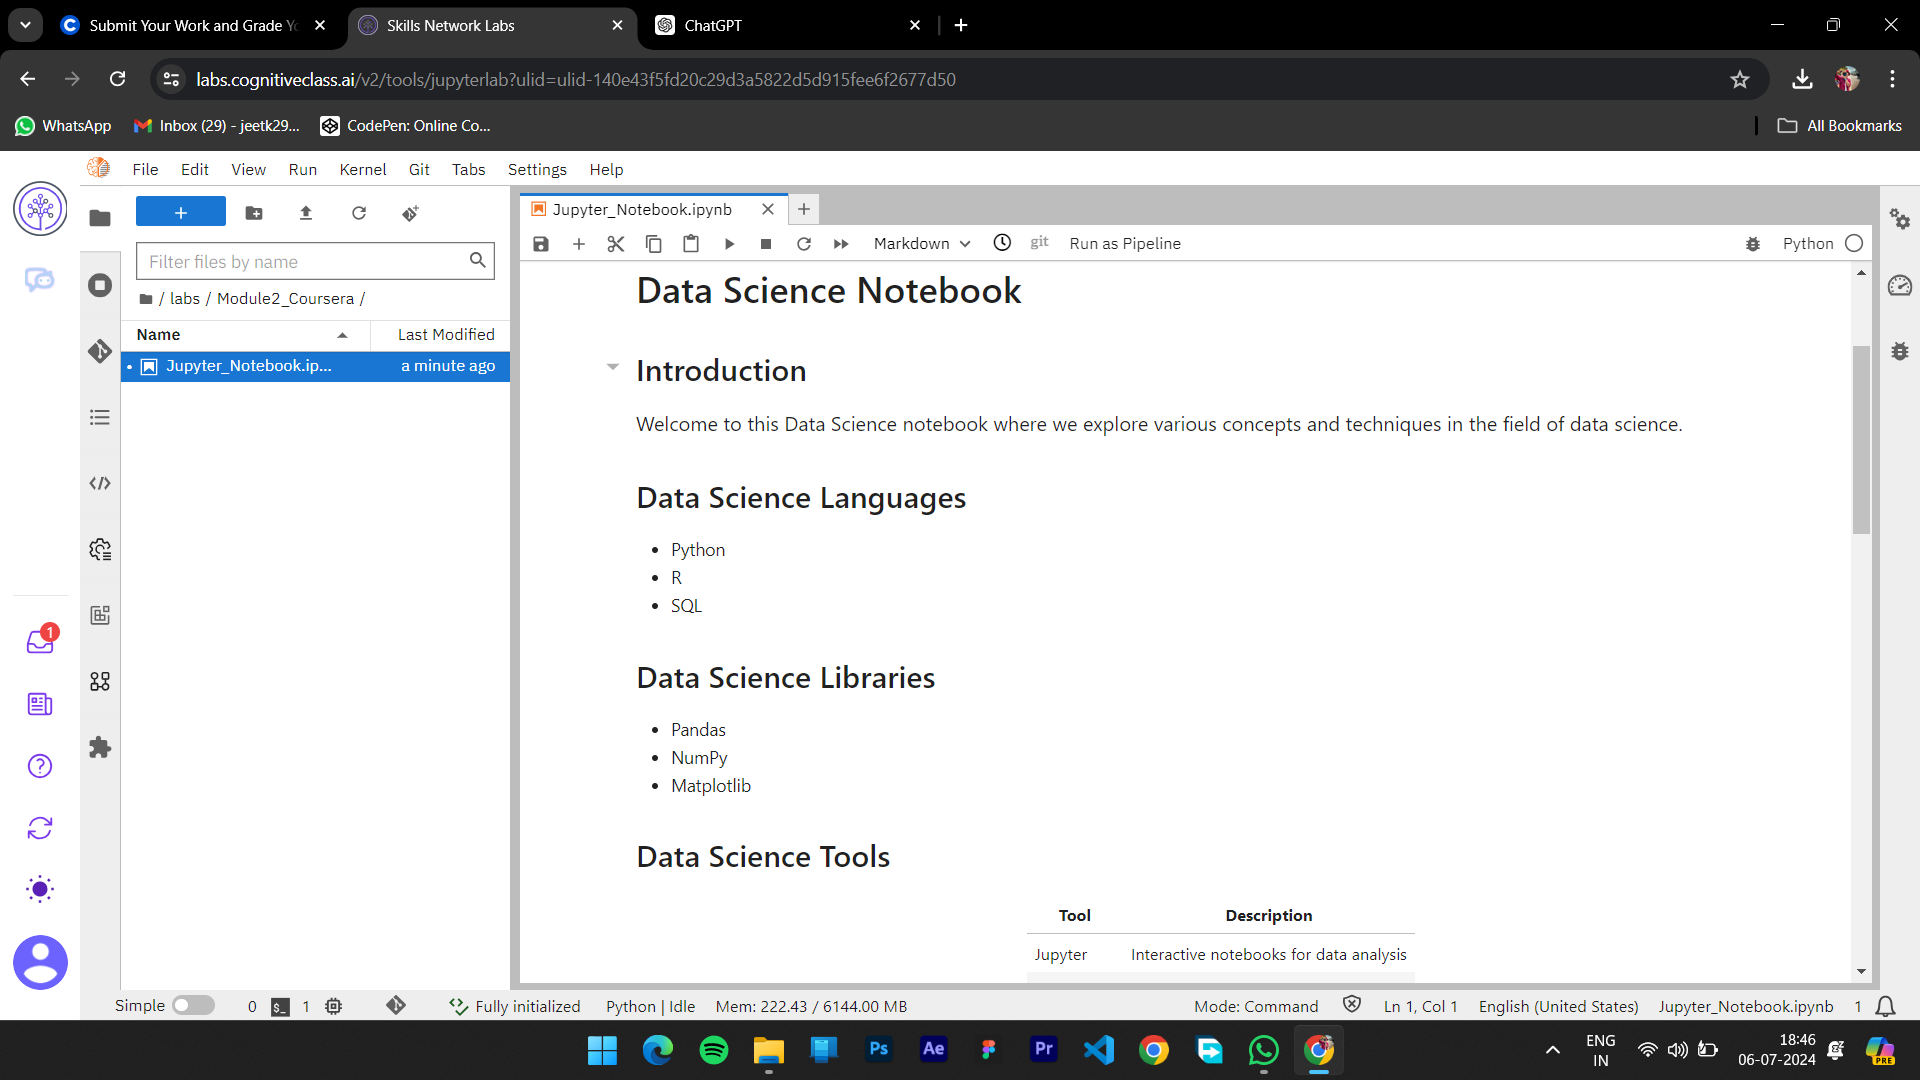 Submit Your Work and Grade Yo
Skills Network Labs
ChatGPT
labs.cognitiveclass.ai/v2/tools/jupyterlab?ulid=ulid-140e43f5fd20c29d3a5822d5d915fee6f2677d50
WhatsApp
Inbox (29) - jeetk29...
CodePen: Online Co...
All Bookmarks
File Edit View Run Kernel Git Tabs Settings Help
Jupyter_Notebook.ipynb
Markdown
git
Run as Pipeline
Python
Filter files by name
/ labs / Module2_Coursera /
Name
Last Modified
Jupyter_Notebook.ip...
a minute ago
Data Science Notebook
Introduction
Welcome to this Data Science notebook where we explore various concepts and techniques in the field of data science.
Data Science Languages
• Python
• R
• SQL
Data Science Libraries
• Pandas
• NumPy
• Matplotlib
Data Science Tools
Tool Description
Jupyter Interactive notebooks for data analysis
1
Simple
0
$_
1
Fully initialized
Python | Idle
Mem: 222.43 / 6144.00 MB
Mode: Command
Ln 1, Col 1
English (United States)
Jupyter_Notebook.ipynb
1
Ps
Ae
Pr
ENG
IN
18:46
06-07-2024
PRE